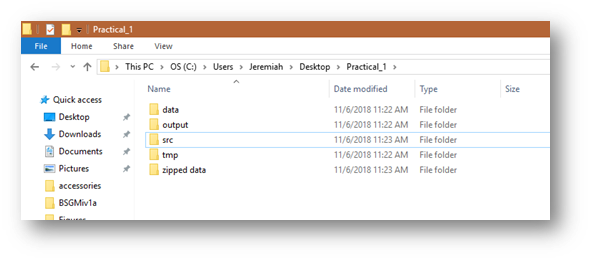 Practical_1
File Home Share View
This PC > OS (C:) > Users > Jeremiah > Desktop > Practical_1 >
Name Date modified Type Size
Quick access
Desktop
Downloads
Documents
Pictures
accessories
BSGMiv1a
Figures
data 11/6/2018 11:22 AM File folder
output 11/6/2018 11:22 AM File folder
src 11/6/2018 11:23 AM File folder
tmp 11/6/2018 11:22 AM File folder
zipped data 11/6/2018 11:23 AM File folder